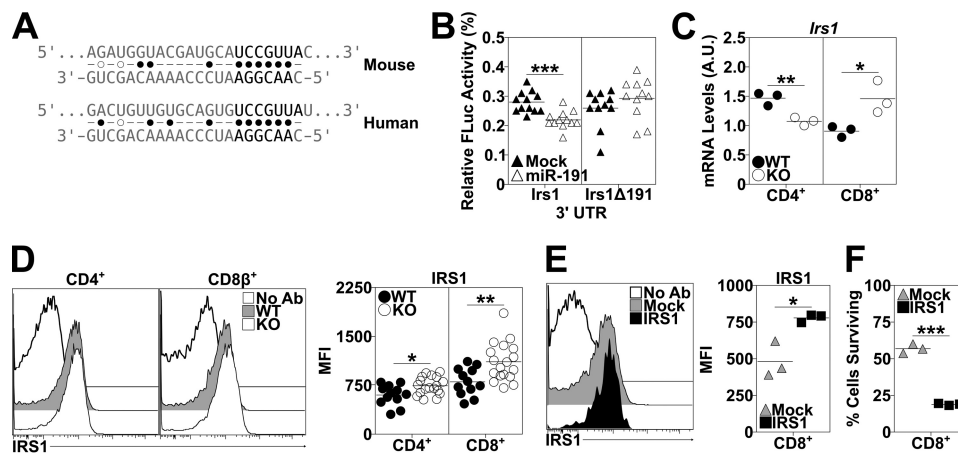 A
5'...AGAUGGUACGAUGCAUCCGUUAC...3'
Mouse
3'-GUCGACAAAACCCUAAGGCAAC-5'
5'...GACUGUUGUGCAGUGUCCGUUAU...3'
Human
3'-GUCGACAAAACCCUAAGGCAAC-5'
B
Relative FLuc Activity (%)
0.5
0.4
0.3
0.2
0.1
0
***
Mock
miR-191
Irs1 Irs1Δ191
3' UTR
C
Irs1
mRNA Levels (A.U.)
2.5
2.0
1.5
1.0
0.5
0
**
*
WT
KO
CD4+ CD8+
D
CD4+ CD8β+
No Ab
WT
KO
IRS1
IRS1
MFI
2250
1500
750
0
WT
KO
*
**
CD4+ CD8+
E
No Ab
Mock
IRS1
IRS1
IRS1
MFI
1000
750
500
250
0
*
Mock
IRS1
CD8+
F
% Cells Surviving
100
75
50
25
0
Mock
IRS1
***
CD8+